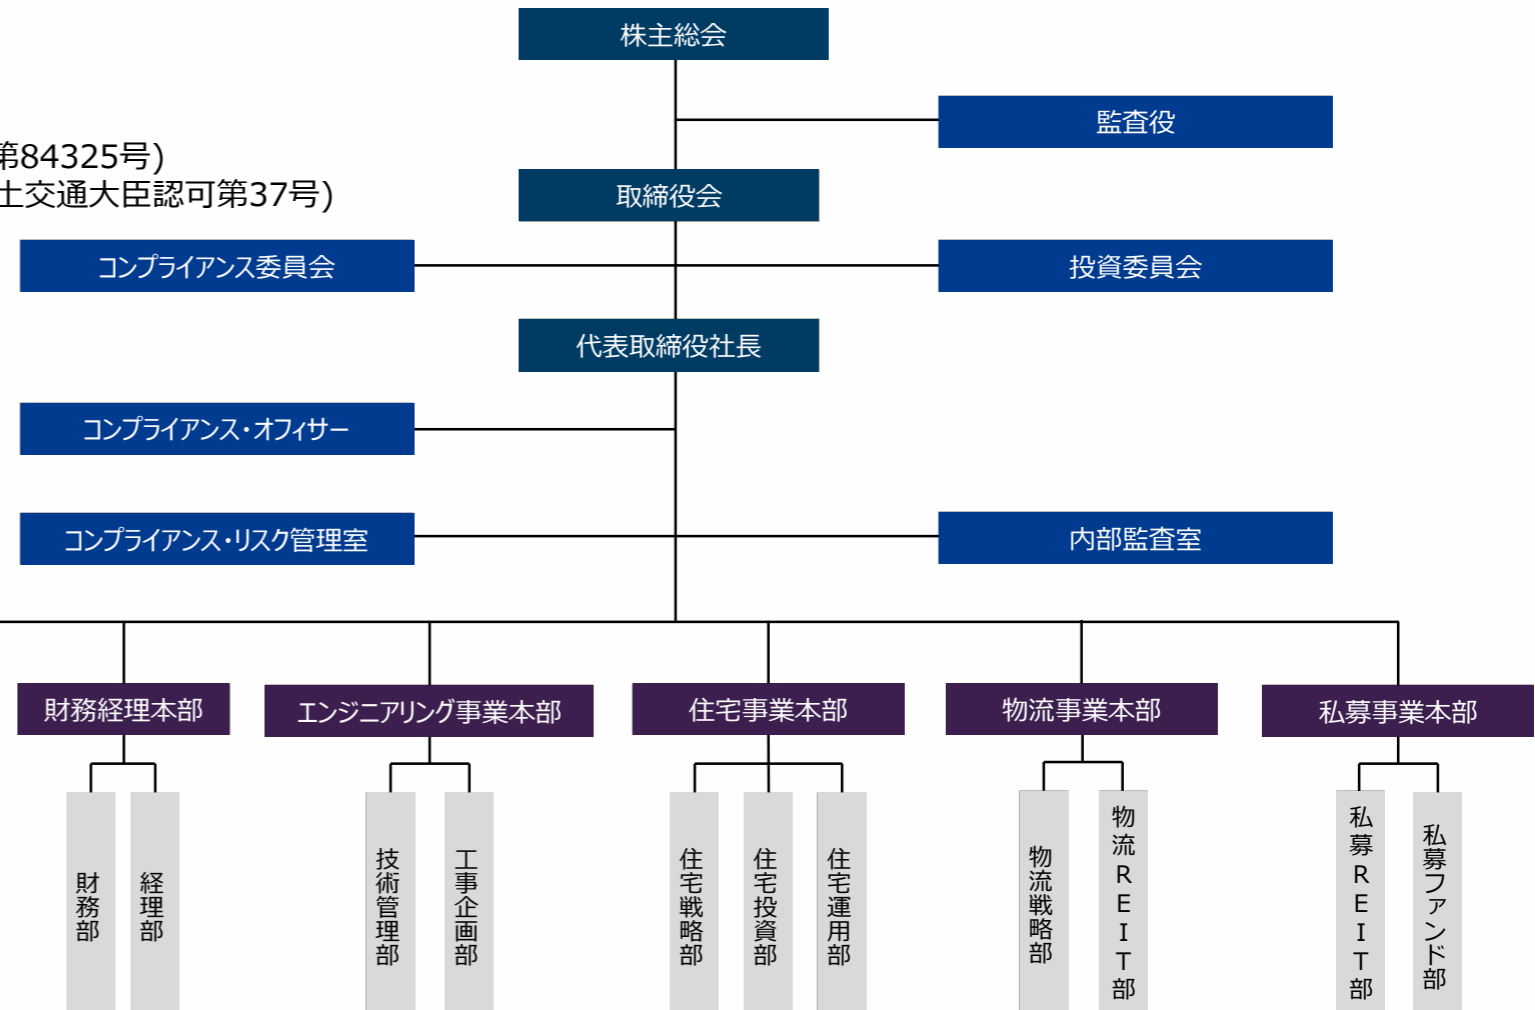 株主総会
監査役
第84325号)
土交通大臣認可第37号)
取締役会
コンプライアンス委員会
投資委員会
代表取締役社長
コンプライアンス・オフィサー
コンプライアンス・リスク管理室
内部監査室
財務経理本部
エンジニアリング事業本部
住宅事業本部
物流事業本部
私募事業本部
財務部
経理部
技術管理部
工事企画部
住宅戦略部
住宅投資部
住宅運用部
物流戦略部
物流REIT部
私募REIT部
私募ファンド部